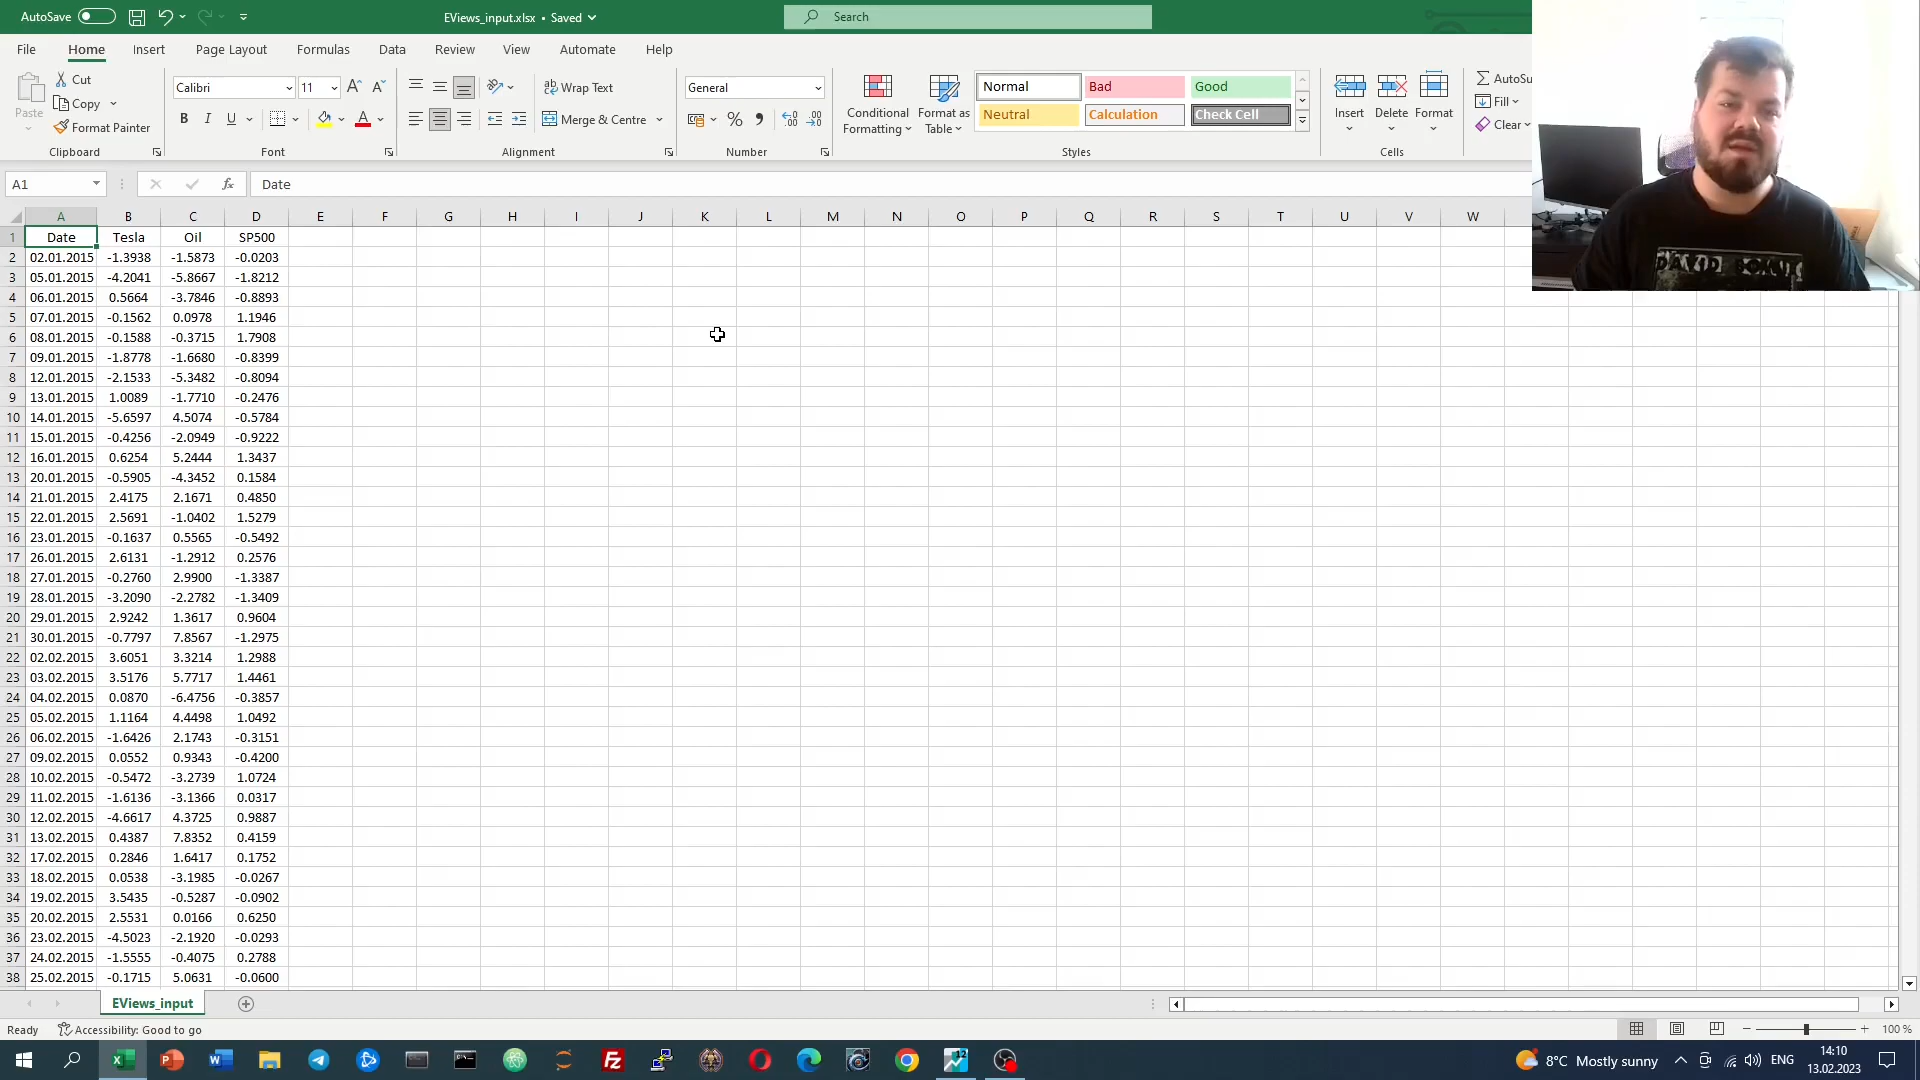 AutoSave
EViews_input.xlsx • Saved
Search
File Home Insert Page Layout Formulas Data Review View Automate Help
Paste
Cut
Copy
Format Painter
Clipboard
Calibri 11
B I U
Font
Wrap Text
Merge & Centre
Alignment
General
Number
Conditional Formatting
Format as Table
Normal Bad Good
Neutral Calculation Check Cell
Styles
Insert Delete Format
Cells
AutoSu
Fill
Clear
A1 fx Date
A B C D E F G H I J K L M N O P Q R S T U V W
1 Date Tesla Oil SP500
2 02.01.2015 -1.3938 -1.5873 -0.0203
3 05.01.2015 -4.2041 -5.8667 -1.8212
4 06.01.2015 0.5664 -3.7846 -0.8893
5 07.01.2015 -0.1562 0.0978 1.1946
6 08.01.2015 -0.1588 -0.3715 1.7908
7 09.01.2015 -1.8778 -1.6680 -0.8399
8 12.01.2015 -2.1533 -5.3482 -0.8094
9 13.01.2015 1.0089 -1.7710 -0.2476
10 14.01.2015 -5.6597 4.5074 -0.5784
11 15.01.2015 -0.4256 -2.0949 -0.9222
12 16.01.2015 0.6254 5.2444 1.3437
13 20.01.2015 -0.5905 -4.3452 0.1584
14 21.01.2015 2.4175 2.1671 0.4850
15 22.01.2015 2.5691 -1.0402 1.5279
16 23.01.2015 -0.1637 0.5565 -0.5492
17 26.01.2015 2.6131 -1.2912 0.2576
18 27.01.2015 -0.2760 2.9900 -1.3387
19 28.01.2015 -3.2090 -2.2782 -1.3409
20 29.01.2015 2.9242 1.3617 0.9604
21 30.01.2015 -0.7797 7.8567 -1.2975
22 02.02.2015 3.6051 3.3214 1.2988
23 03.02.2015 3.5176 5.7717 1.4461
24 04.02.2015 0.0870 -6.4756 -0.3857
25 05.02.2015 1.1164 4.4498 1.0492
26 06.02.2015 -1.6426 2.1743 -0.3151
27 09.02.2015 0.0552 0.9343 -0.4200
28 10.02.2015 -0.5472 -3.2739 1.0724
29 11.02.2015 -1.6136 -3.1366 0.0317
30 12.02.2015 -4.6617 4.3725 0.9887
31 13.02.2015 0.4387 7.8352 0.4159
32 17.02.2015 0.2846 1.6417 0.1752
33 18.02.2015 0.0538 -3.1985 -0.0267
34 19.02.2015 3.5435 -0.5287 -0.0902
35 20.02.2015 2.5531 0.0166 0.6250
36 23.02.2015 -4.5023 -2.1920 -0.0293
37 24.02.2015 -1.5555 -0.4075 0.2788
38 25.02.2015 -0.1715 5.0631 -0.0600
EViews_input
Ready Accessibility: Good to go
100 %
8°C Mostly sunny ENG
14:10
13.02.2023